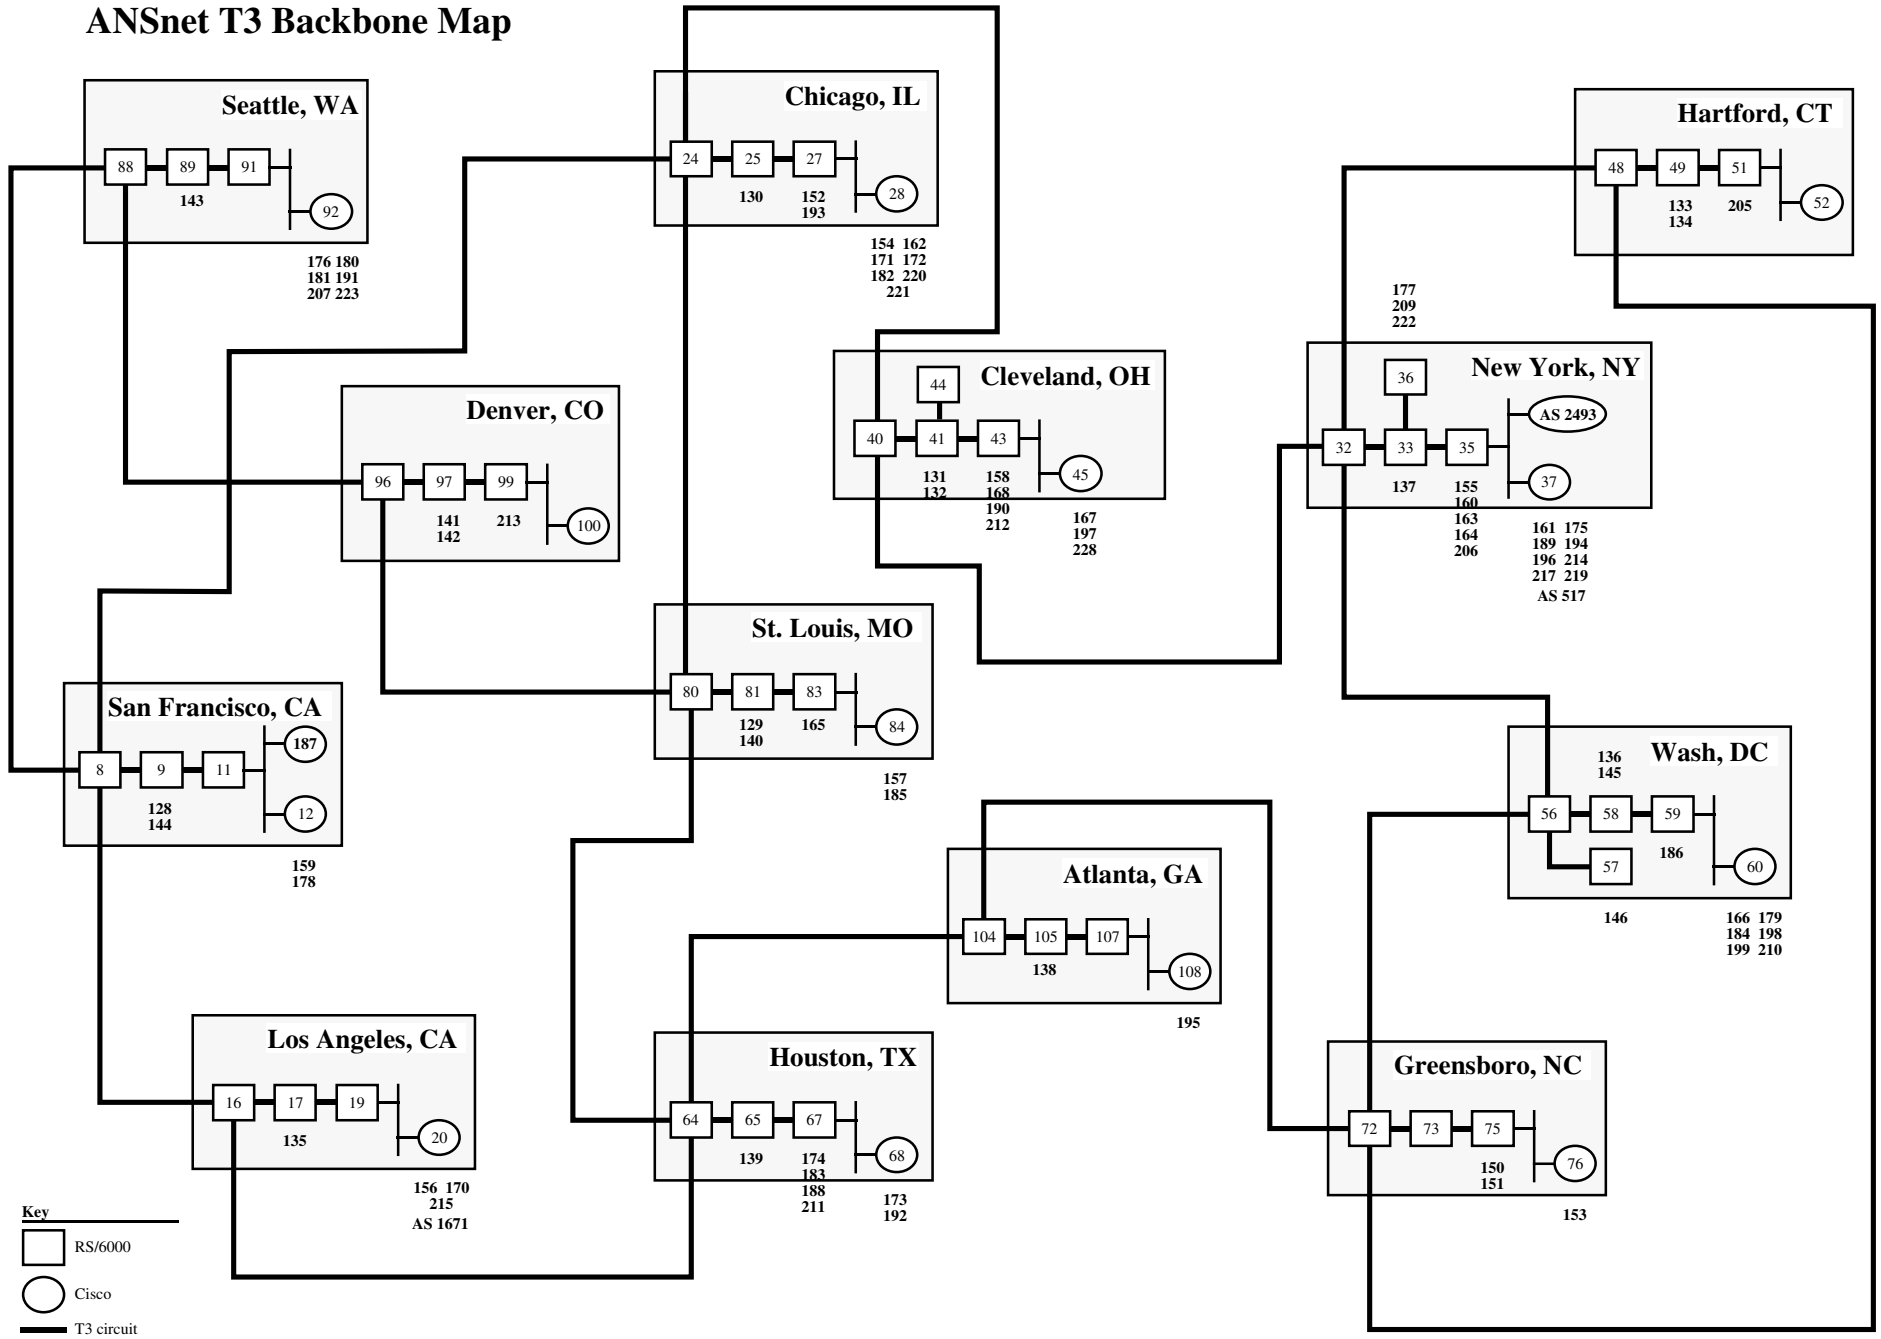 ANSnet T3 Backbone Map
Seattle, WA
88 89 91
143
92
176 180
181 191
207 223
Chicago, IL
24 25 27
130 152
193
28
154 162
171 172
182 220
221
Hartford, CT
48 49 51
133 205
134
52
Denver, CO
96 97 99
141 213
142
100
Cleveland, OH
44
40 41 43
131 158
132 168
190
212
45
167
197
228
177
209
222
New York, NY
36
AS 2493
32 33 35
137 155
160
163
164
206
37
161 175
189 194
196 214
217 219
AS 517
St. Louis, MO
80 81 83
129 165
140
84
157
185
San Francisco, CA
187
8 9 11
128
144
12
159
178
Wash, DC
136
145
56 58 59
186
57
60
146
166 179
184 198
199 210
Atlanta, GA
104 105 107
138
108
195
Los Angeles, CA
16 17 19
135
20
156 170
215
AS 1671
Houston, TX
64 65 67
139 174
183
188
211
68
173
192
Greensboro, NC
72 73 75
150
151
76
153
Key
RS/6000
Cisco
T3 circuit